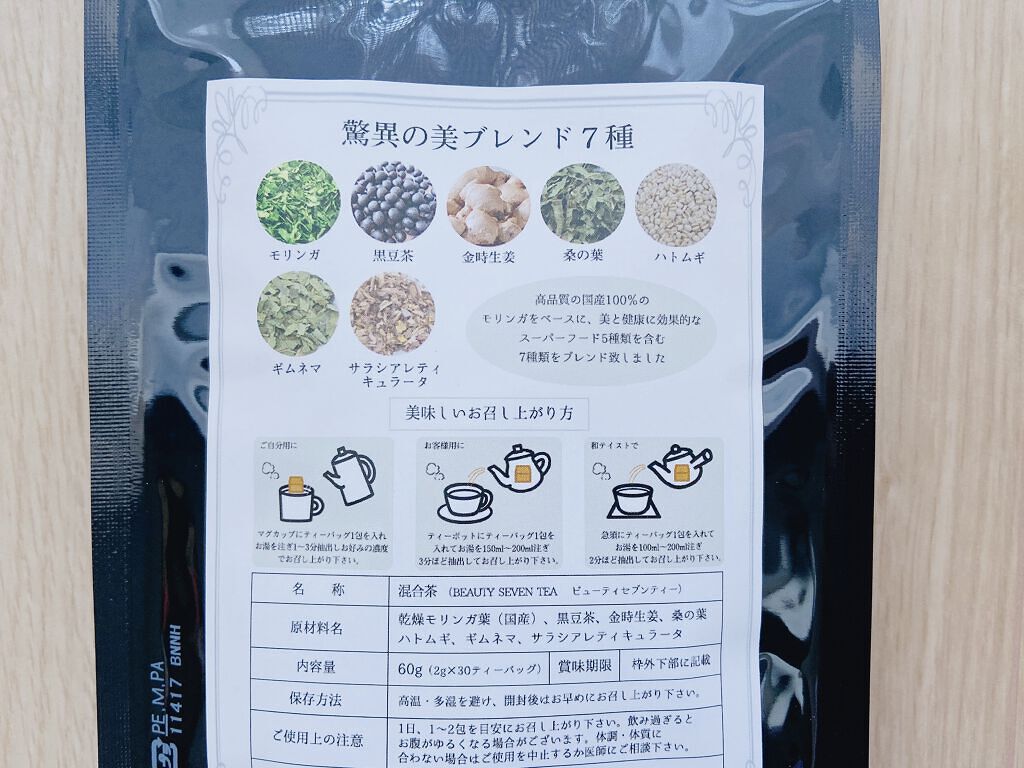 驚異の美ブレンド7種
モリンガ
黒豆茶
金時生姜
桑の葉
ハトムギ
ギムネマ
サラシアレティ
キュラータ
高品質の国産100%の
モリンガをベースに、美と健康に効果的な
スーパーフード5種類を含む
7種類をブレンド致しました
美味しいお召し上がり方
ご自分用に
マグカップにティーバッグ1包を入れ
お湯を注ぎ1〜3分抽出しお好みの濃度
でお召し上がり下さい。
お客様用に
ティーポットにティーバッグ1包を
入れてお湯を150ml〜200ml注ぎ
3分ほど抽出してお召し上がり下さい。
和テイストで
急須にティーバッグ1包を入れて
お湯を100ml〜200ml注ぎ
2分ほど抽出してお召し上がり下さい。
名 称 混合茶 (BEAUTY SEVEN TEA ビューティセブンティー)
原材料名 乾燥モリンガ葉(国産)、黒豆茶、金時生姜、桑の葉
ハトムギ、ギムネマ、サラシアレティキュラータ
内容量 60g (2g×30ティーバッグ) 賞味期限 枠外下部に記載
保存方法 高温・多湿を避け、開封後はお早めにお召し上がり下さい。
ご使用上の注意 1日、1〜2包を目安にお召し上がり下さい。飲み過ぎると
お腹がゆるくなる場合がございます。体調・体質に
合わない場合はご使用を中止するか医師にご相談下さい。
PE,M,PA
11417 BNNH